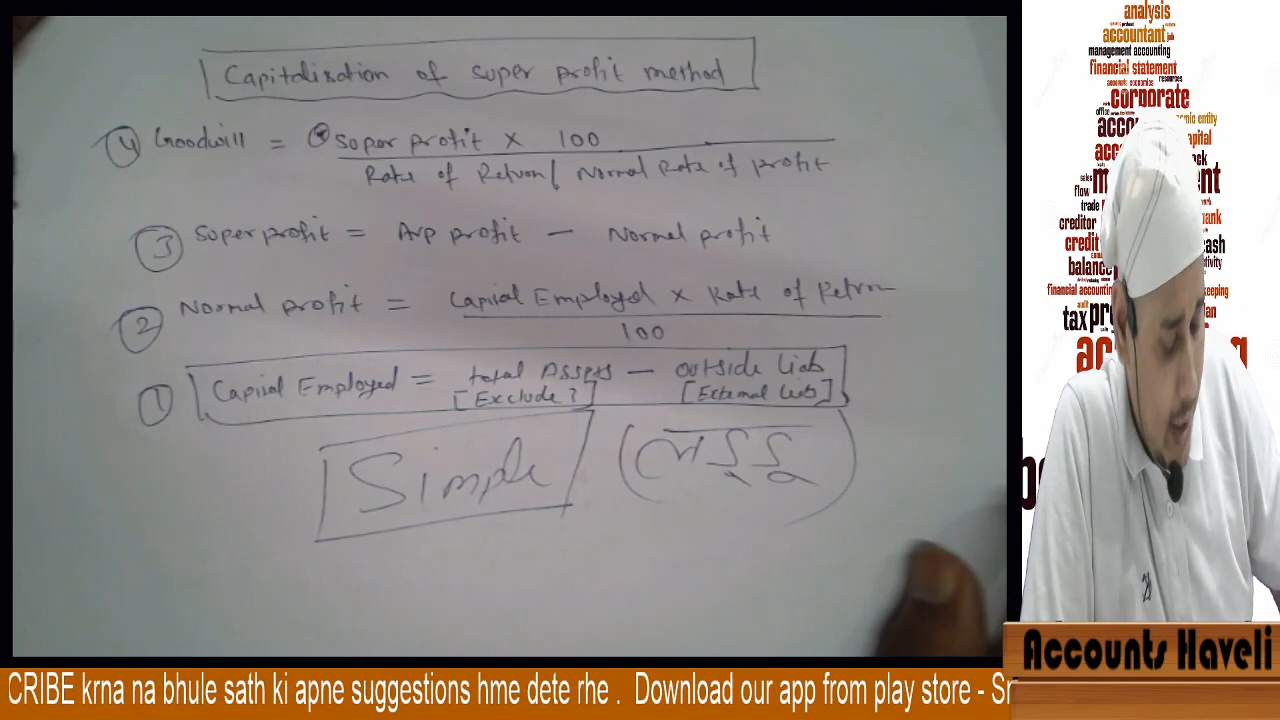 Capitalisation of super profit method
④ Goodwill = super profit × 100
Rate of Return / Normal Rate of profit
③ Super profit = Avp profit – Normal profit
② Normal profit = Capital Employed × Rate of Return
100
① Capital Employed = total Assets – outside Liab
[Exclude ?] [External Liab]
Simple (लड्डू)
analysis
accountant
management accounting
financial statement
corporate
creditor
credit
balance
financial accounting
tax
bank
cash
keeping
Accounts Haveli
CRIBE krna na bhule sath ki apne suggestions hme dete rhe . Download our app from play store - Sr